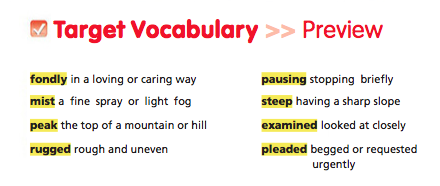 Target Vocabulary >> Preview
fondly in a loving or caring way
mist a fine spray or light fog
peak the top of a mountain or hill
rugged rough and uneven
pausing stopping briefly
steep having a sharp slope
examined looked at closely
pleaded begged or requested
urgently